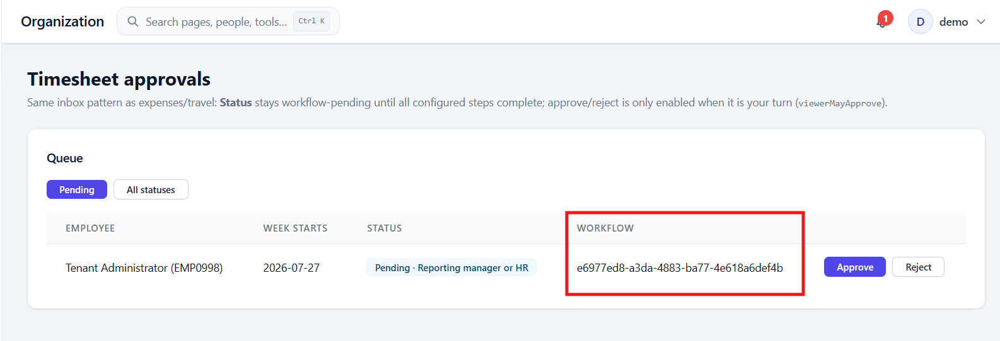 Organization
Search pages, people, tools...
Ctrl K
1
D
demo
Timesheet approvals
Same inbox pattern as expenses/travel: Status stays workflow-pending until all configured steps complete; approve/reject is only enabled when it is your turn (viewerMayApprove).
Queue
Pending
All statuses
EMPLOYEE WEEK STARTS STATUS WORKFLOW
Tenant Administrator (EMP0998) 2026-07-27 Pending · Reporting manager or HR e6977ed8-a3da-4883-ba77-4e618a6def4b Approve Reject